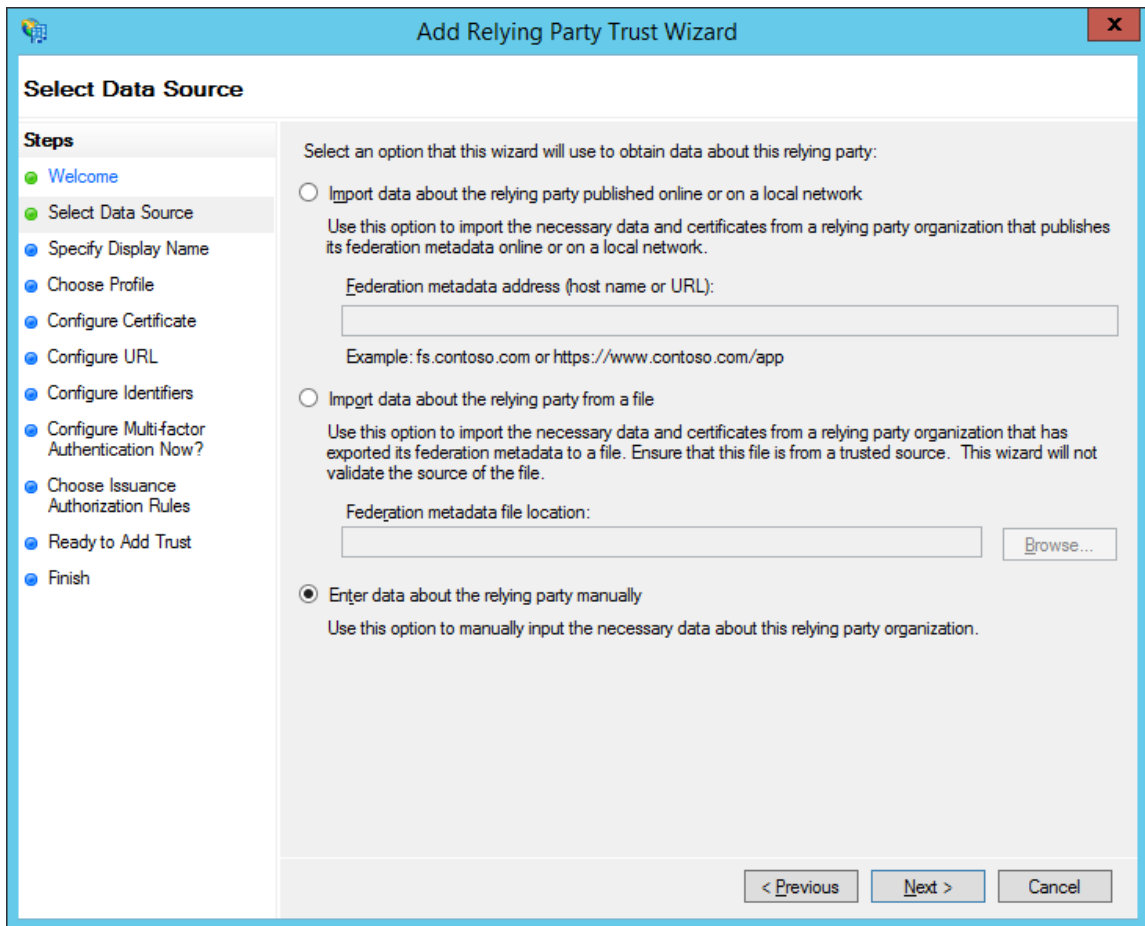 Add Relying Party Trust Wizard
x
Select Data Source
Steps
Welcome
Select Data Source
Specify Display Name
Choose Profile
Configure Certificate
Configure URL
Configure Identifiers
Configure Multi-factor
Authentication Now?
Choose Issuance
Authorization Rules
Ready to Add Trust
Finish
Select an option that this wizard will use to obtain data about this relying party:
Import data about the relying party published online or on a local network
Use this option to import the necessary data and certificates from a relying party organization that publishes
its federation metadata online or on a local network.
Federation metadata address (host name or URL):
Example: fs.contoso.com or https://www.contoso.com/app
Import data about the relying party from a file
Use this option to import the necessary data and certificates from a relying party organization that has
exported its federation metadata to a file. Ensure that this file is from a trusted source.  This wizard will not
validate the source of the file.
Federation metadata file location:
Browse...
Enter data about the relying party manually
Use this option to manually input the necessary data about this relying party organization.
< Previous
Next >
Cancel